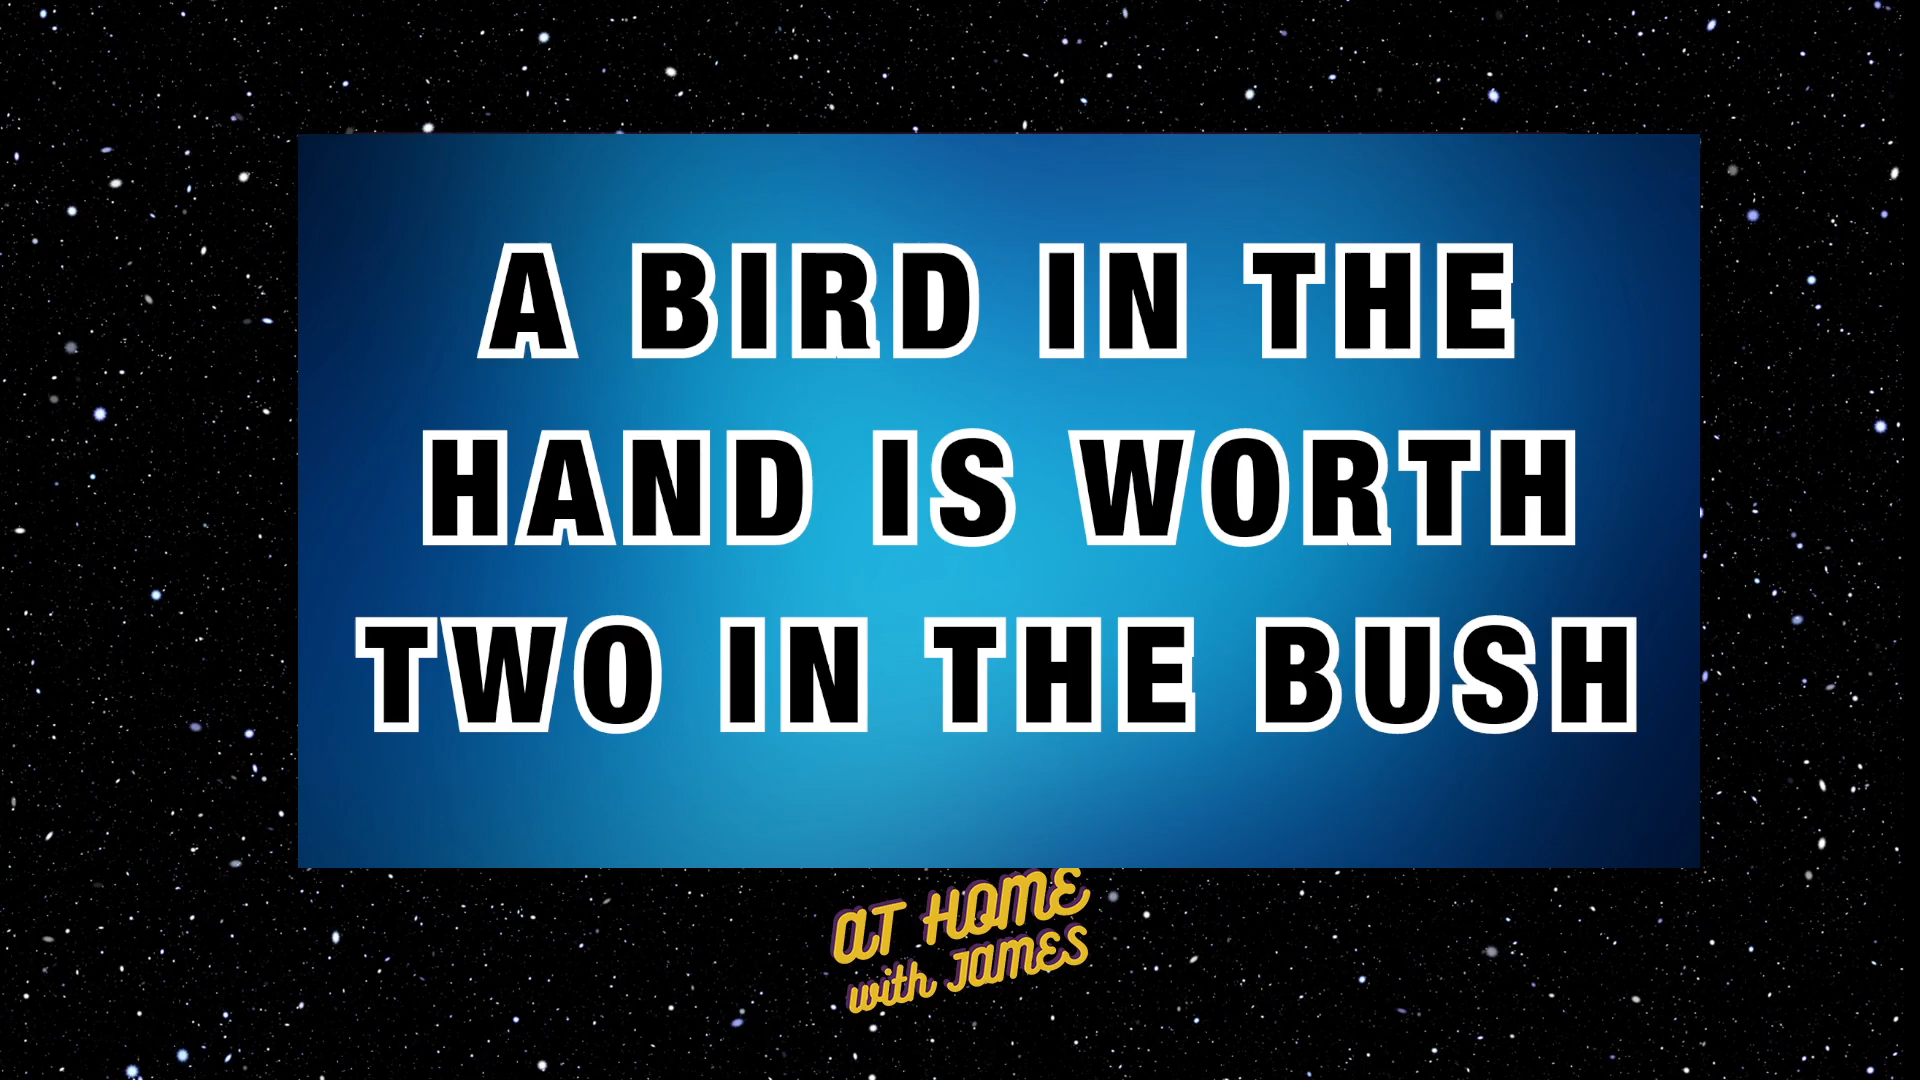 A BIRD IN THE
HAND IS WORTH
TWO IN THE BUSH
AT HOME
with JAMES